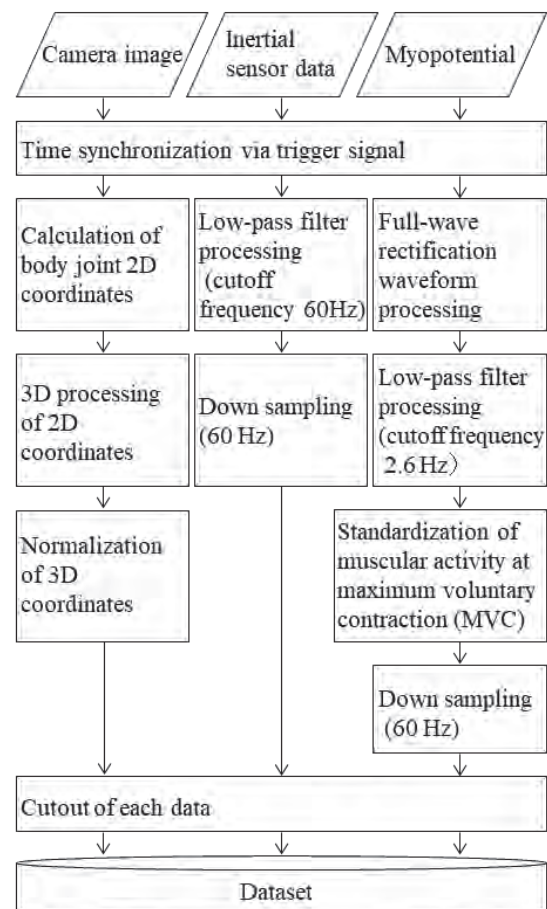 Camera image
Inertial
sensor data
Myopotential
Time synchronization via trigger signal
Calculation of
body joint 2D
coordinates
Low-pass filter
processing
(cutoff
frequency 60Hz)
Full-wave
rectification
waveform
processing
3D processing
of 2D
coordinates
Down sampling
(60 Hz)
Low-pass filter
processing
(cutoff frequency
2.6 Hz)
Normalization
of 3D
coordinates
Standardization of
muscular activity at
maximum voluntary
contraction (MVC)
Down sampling
(60 Hz)
Cutout of each data
Dataset